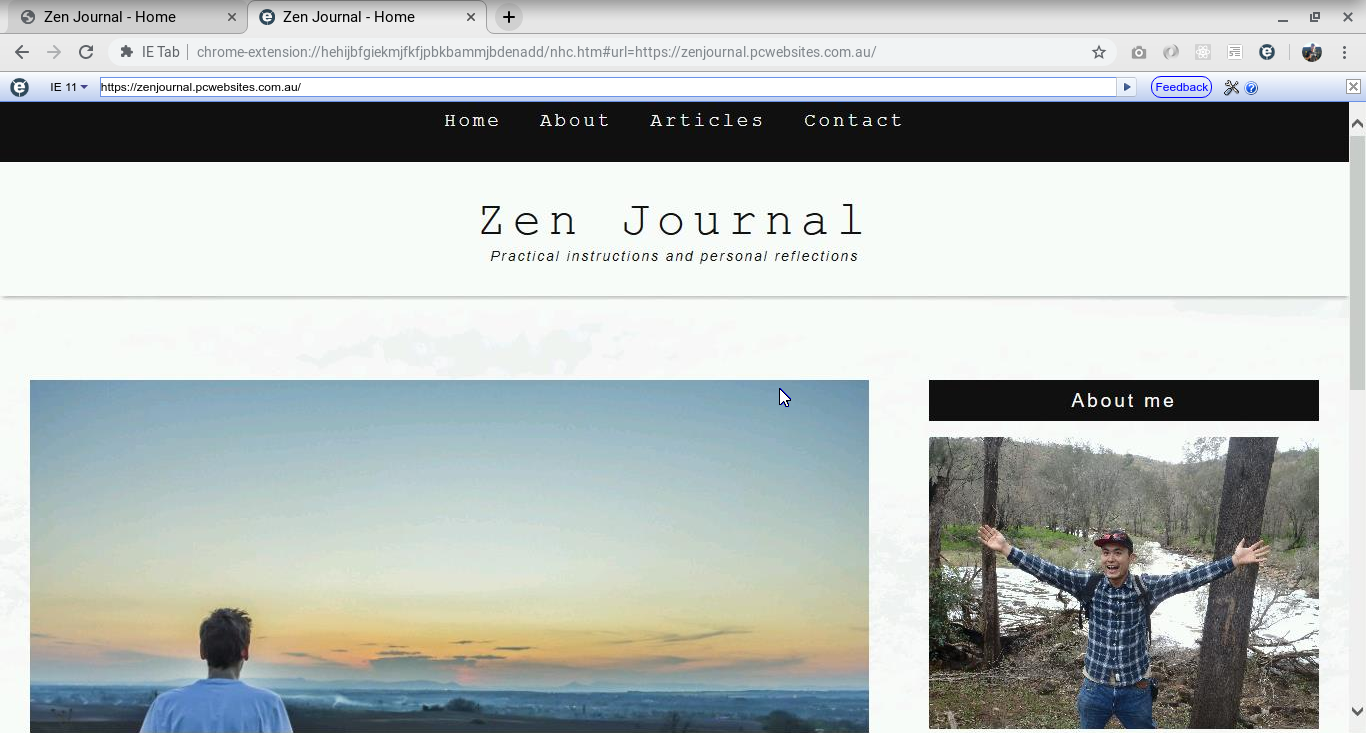 Zen Journal - Home
Zen Journal - Home
IE Tab chrome-extension://hehijbfgiekmjfkfjpbkbammjbdenadd/nhc.htm#url=https://zenjournal.pcwebsites.com.au/
IE 11 https://zenjournal.pcwebsites.com.au/ Feedback ?
Home About Articles Contact
Zen Journal
Practical instructions and personal reflections
About me